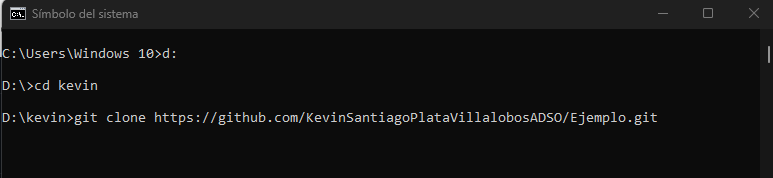 Símbolo del sistema
C:\Users\Windows 10>d:
D:\>cd kevin
D:\kevin>git clone https://github.com/KevinSantiagoPlataVillalobosADSO/Ejemplo.git